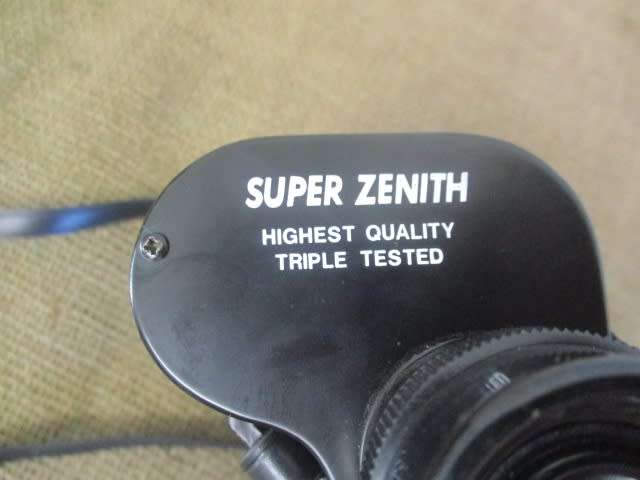 SUPER ZENITH
HIGHEST QUALITY
TRIPLE TESTED